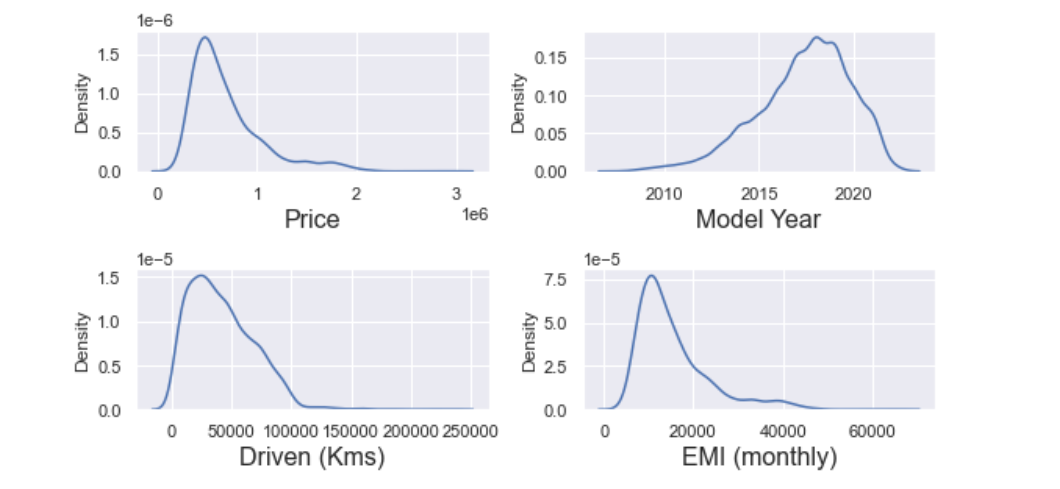 1e−6
1.5
1.0
0.5
0.0
Density
0 1 2 3
1e6
Price
0.15
0.10
0.05
0.00
Density
2010 2015 2020
Model Year
1e−5
1.5
1.0
0.5
0.0
Density
0 50000 100000 150000 200000 250000
Driven (Kms)
1e−5
7.5
5.0
2.5
0.0
Density
0 20000 40000 60000
EMI (monthly)